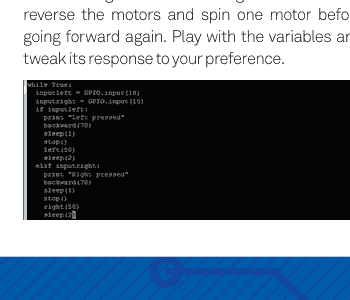 reverse the motors and spin one motor befo
going forward again. Play with the variables ar
tweak its response to your preference.
while True:
inputleft = GPIO.input(18)
inputright = GPIO.input(10)
if inputleft:
print "Left pressed"
backward(70)
sleep(1)
stop()
left(50)
sleep(2)
elif inputright:
print "Right pressed"
backward(70)
sleep(1)
stop()
right(50)
sleep(2)